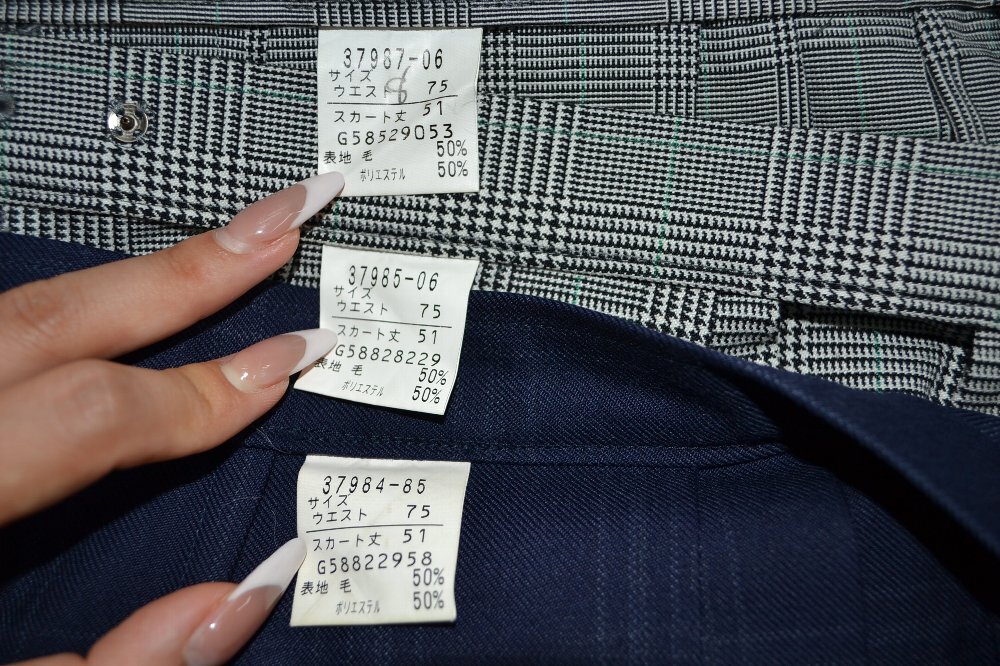 37987-06
サイズ
ウエスト 8 75
スカート丈 51
G58529053
表地 毛 50%
ポリエステル 50%
37985-06
サイズ
ウエスト 75
スカート丈 51
G58828229
表地 毛 50%
ポリエステル 50%
37984-85
サイズ
ウエスト 75
スカート丈 51
G58822958
表地 毛 50%
ポリエステル 50%